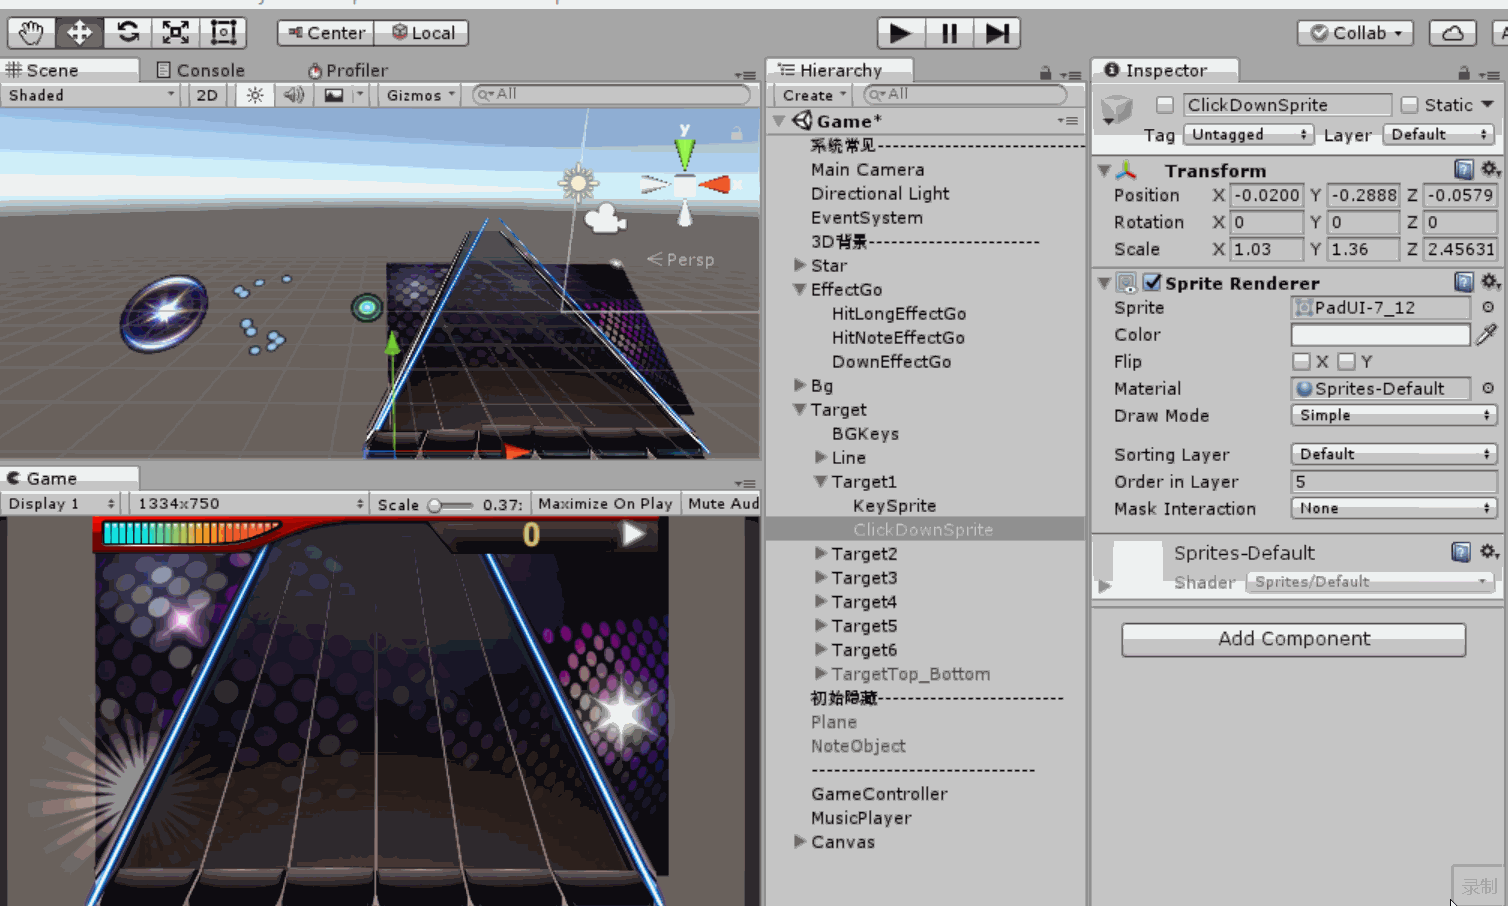 Center Local Collab
Scene Console Profiler
Shaded 2D Gizmos All
y
Persp
Game
Display 1 1334x750 Scale 0.37: Maximize On Play Mute Aud
0
Hierarchy
Create All
Game*
系统常见---------------------------
Main Camera
Directional Light
EventSystem
3D背景----------------------
Star
EffectGo
HitLongEffectGo
HitNoteEffectGo
DownEffectGo
Bg
Target
BGKeys
Line
Target1
KeySprite
ClickDownSprite
Target2
Target3
Target4
Target5
Target6
TargetTop_Bottom
初始隐藏------------------------
Plane
NoteObject
-----------------------------
GameController
MusicPlayer
Canvas
Inspector
ClickDownSprite Static
Tag Untagged Layer Default
Transform
Position X -0.0200 Y -0.2888 Z -0.0579
Rotation X 0 Y 0 Z 0
Scale X 1.03 Y 1.36 Z 2.45631
Sprite Renderer
Sprite PadUI-7_12
Color
Flip X Y
Material Sprites-Default
Draw Mode Simple
Sorting Layer Default
Order in Layer 5
Mask Interaction None
Sprites-Default
Shader Sprites/Default
Add Component
录制